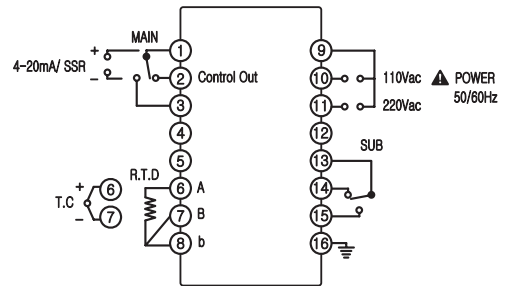 MAIN
+
4-20mA/ SSR
−
1
2 Control Out
3
4
5
R.T.D
6 A
7 B
8 b
+ 6
T.C
− 7
9
10 110Vac
11 220Vac
⚠ POWER
50/60Hz
12
SUB
13
14
15
16